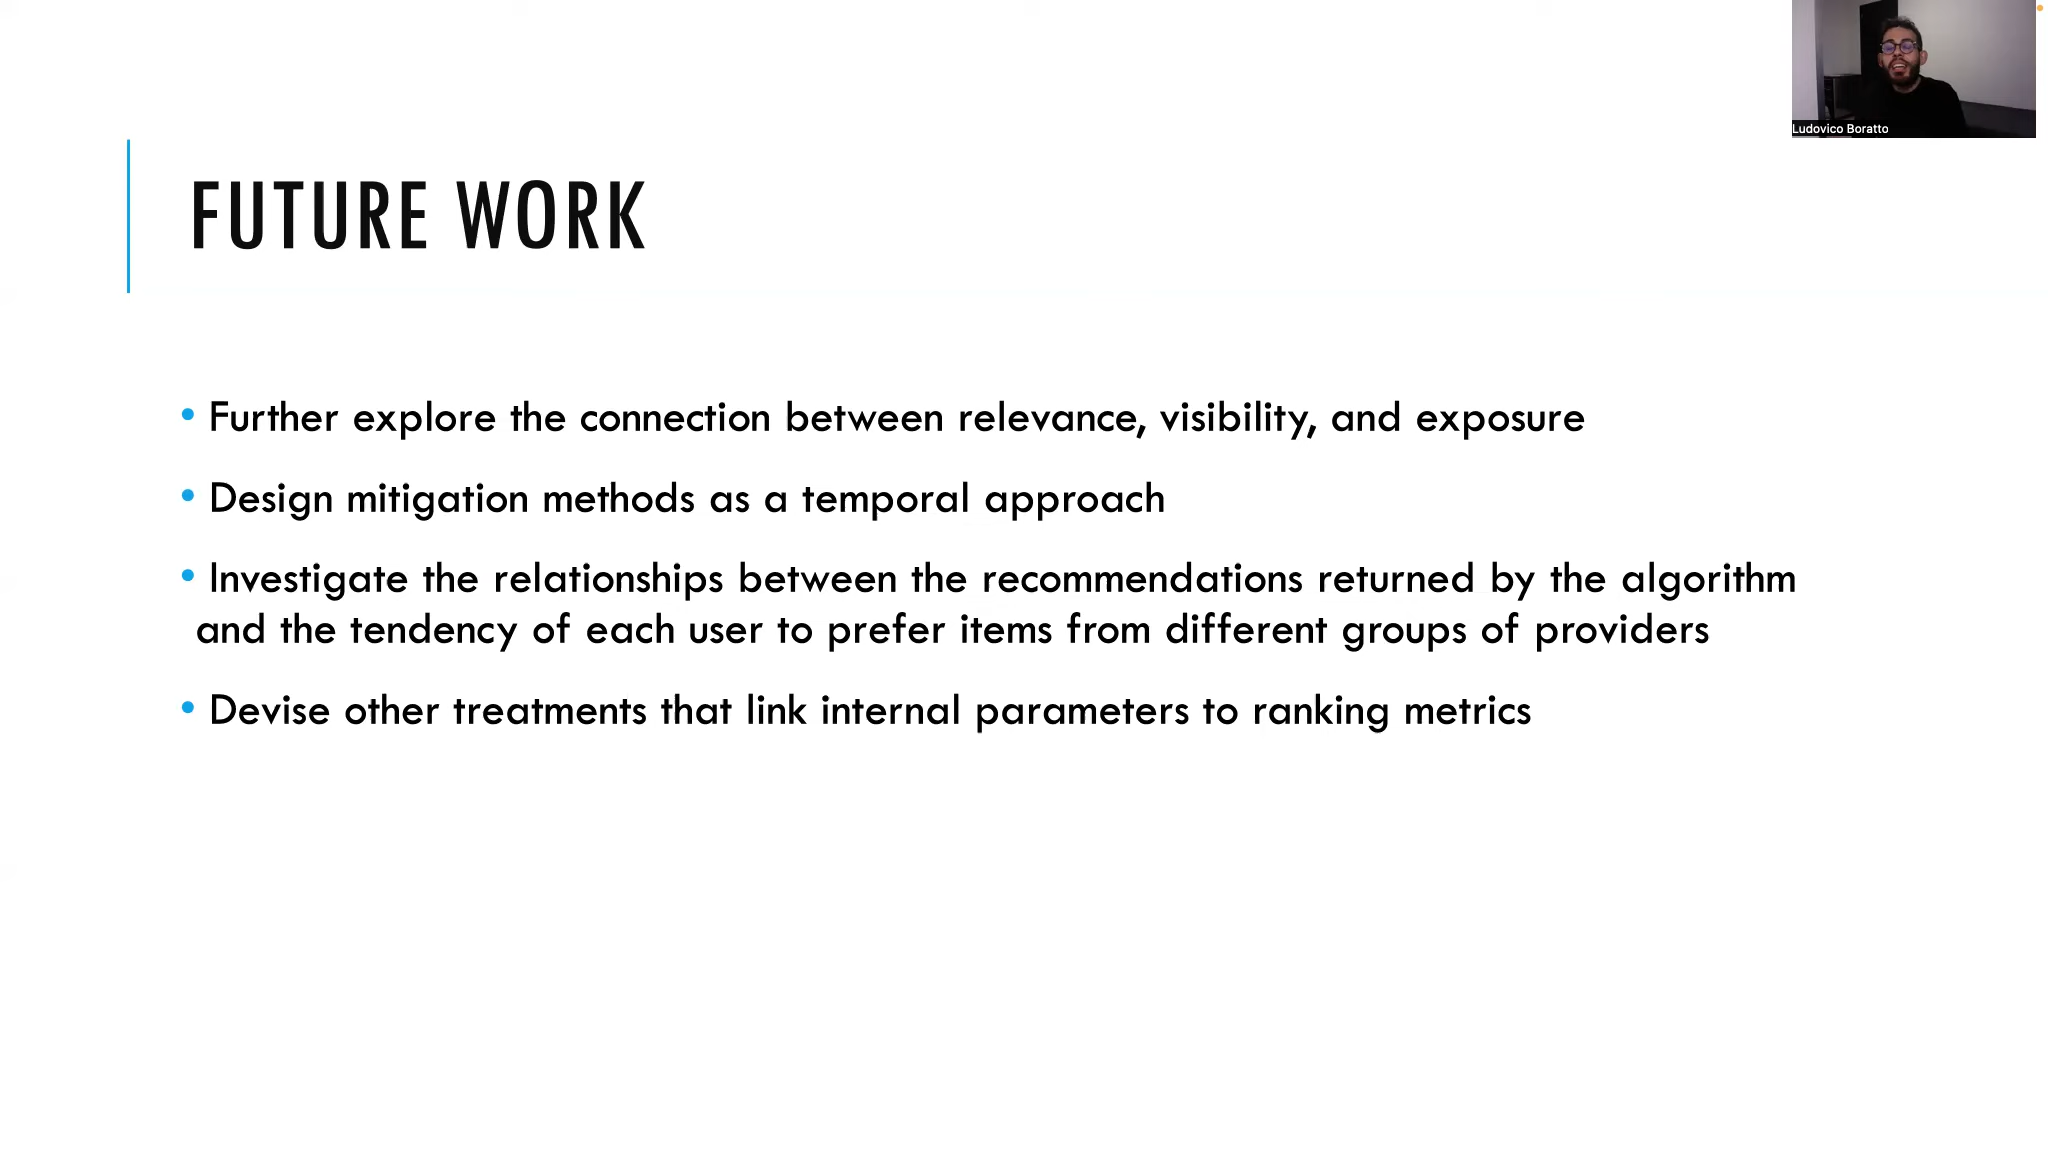 Ludovico Boratto
FUTURE WORK
• Further explore the connection between relevance, visibility, and exposure
• Design mitigation methods as a temporal approach
• Investigate the relationships between the recommendations returned by the algorithm
and the tendency of each user to prefer items from different groups of providers
• Devise other treatments that link internal parameters to ranking metrics